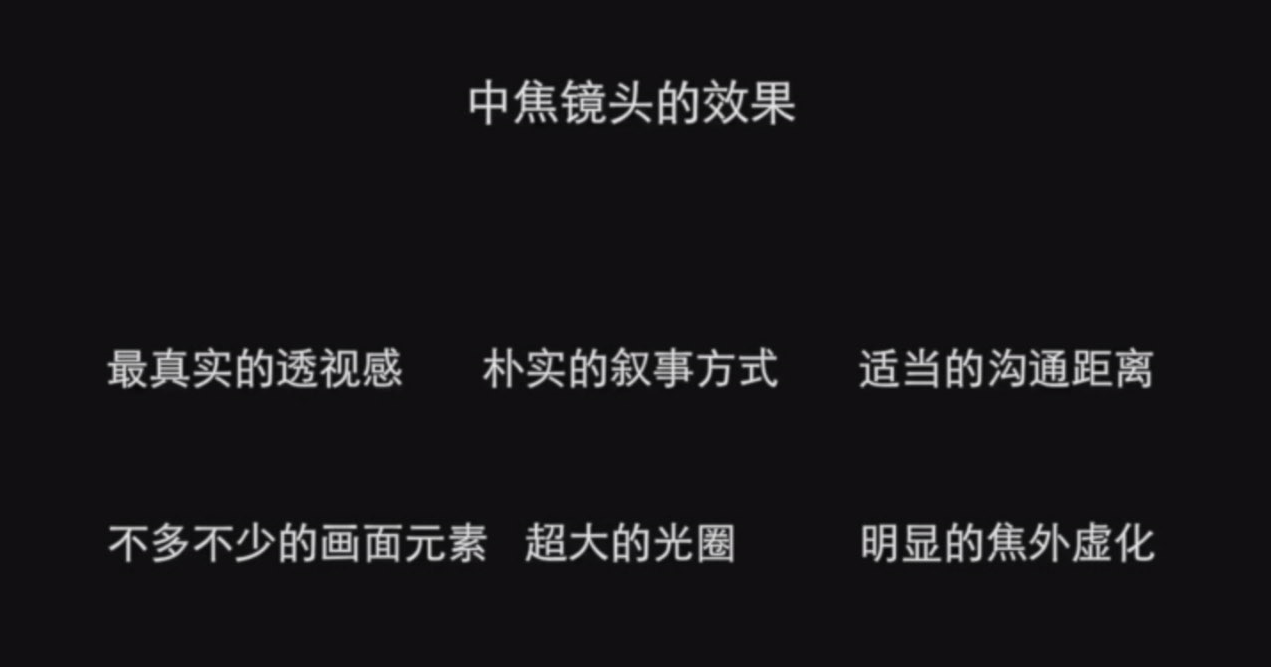 中焦镜头的效果
最真实的透视感 朴实的叙事方式 适当的沟通距离
不多不少的画面元素 超大的光圈 明显的焦外虚化